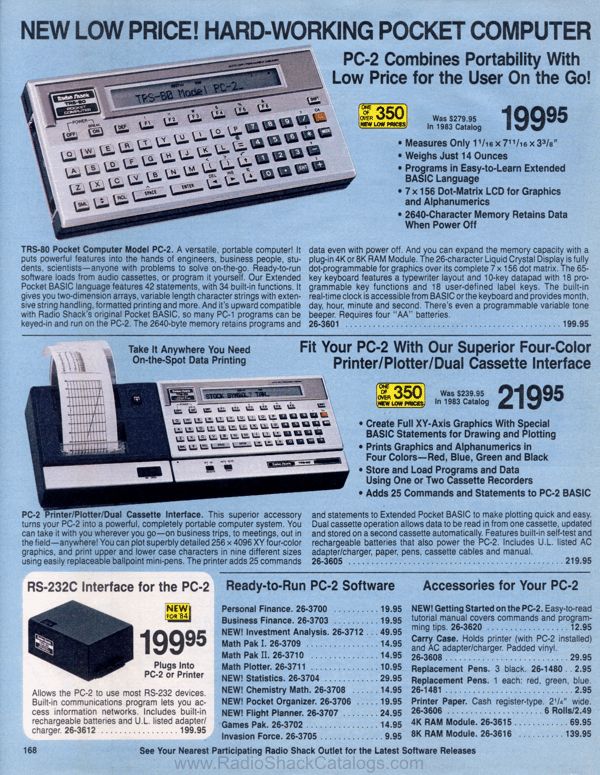 NEW LOW PRICE! HARD-WORKING POCKET COMPUTER
PC-2 Combines Portability With
Low Price for the User On the Go!
Radio Shack
TRS-80
POCKET
COMPUTER
TRS-80 Model PC-2
ONE OF OVER 350 NEW LOW PRICES
Was $279.95
In 1983 Catalog
199 95
• Measures Only 1 1/16 x 7 11/16 x 3 3/8"
• Weighs Just 14 Ounces
• Programs in Easy-to-Learn Extended
BASIC Language
• 7 x 156 Dot-Matrix LCD for Graphics
and Alphanumerics
• 2640-Character Memory Retains Data
When Power Off
TRS-80 Pocket Computer Model PC-2. A versatile, portable computer! It
puts powerful features into the hands of engineers, business people, stu-
dents, scientists—anyone with problems to solve on-the-go. Ready-to-run
software loads from audio cassettes, or program it yourself. Our Extended
Pocket BASIC language features 42 statements, with 34 built-in functions. It
gives you two-dimension arrays, variable length character strings with exten-
sive string handling, formatted printing and more. And it's upward compatible
with Radio Shack's original Pocket BASIC, so many PC-1 programs can be
keyed-in and run on the PC-2. The 2640-byte memory retains programs and
data even with power off. And you can expand the memory capacity with a
plug-in 4K or 8K RAM Module. The 26-character Liquid Crystal Display is fully
dot-programmable for graphics over its complete 7 x 156 dot matrix. The 65-
key keyboard features a typewriter layout and 10-key datapad with 18 pro-
grammable key functions and 18 user-defined label keys. The built-in
real-time clock is accessible from BASIC or the keyboard and provides month,
day, hour, minute and second. There's even a programmable variable tone
beeper. Requires four "AA" batteries.
26-3601 199.95
Take It Anywhere You Need
On-the-Spot Data Printing
Fit Your PC-2 With Our Superior Four-Color
Printer/Plotter/Dual Cassette Interface
ONE OF OVER 350 NEW LOW PRICES
Was $239.95
In 1983 Catalog
219 95
• Create Full XY-Axis Graphics With Special
BASIC Statements for Drawing and Plotting
• Prints Graphics and Alphanumerics in
Four Colors—Red, Blue, Green and Black
• Store and Load Programs and Data
Using One or Two Cassette Recorders
• Adds 25 Commands and Statements to PC-2 BASIC
PC-2 Printer/Plotter/Dual Cassette Interface. This superior accessory
turns your PC-2 into a powerful, completely portable computer system. You
can take it with you wherever you go—on business trips, to meetings, out in
the field—anywhere! You can plot superbly detailed 256 x 4096 XY four-color
graphics, and print upper and lower case characters in nine different sizes
using easily replaceable ballpoint mini-pens. The printer adds 25 commands
and statements to Extended Pocket BASIC to make plotting quick and easy.
Dual cassette operation allows data to be read in from one cassette, updated
and stored on a second cassette automatically. Features built-in self-test and
rechargeable batteries that also power the PC-2. Includes U.L. listed AC
adapter/charger, paper, pens, cassette cables and manual.
26-3605 219.95
RS-232C Interface for the PC-2
NEW FOR '84
199 95
Plugs Into
PC-2 or Printer
Allows the PC-2 to use most RS-232 devices.
Built-in communications program lets you ac-
cess information networks. Includes built-in
rechargeable batteries and U.L. listed adapter/
charger. 26-3612 199.95
Ready-to-Run PC-2 Software
Personal Finance. 26-3700 19.95
Business Finance. 26-3703 19.95
NEW! Investment Analysis. 26-3712 49.95
Math Pak I. 26-3709 14.95
Math Pak II. 26-3710 14.95
Math Plotter. 26-3711 10.95
NEW! Statistics. 26-3704 29.95
NEW! Chemistry Math. 26-3708 14.95
NEW! Pocket Organizer. 26-3706 19.95
NEW! Flight Planner. 26-3707 24.95
Games Pak. 26-3702 14.95
Invasion Force. 26-3705 9.95
Accessories for Your PC-2
NEW! Getting Started on the PC-2. Easy-to-read
tutorial manual covers commands and program-
ming tips. 26-3620 12.95
Carry Case. Holds printer (with PC-2 installed)
and AC adapter/charger. Padded vinyl.
26-3608 29.95
Replacement Pens. 3 black. 26-1480 2.95
Replacement Pens. 1 each: red, green, blue.
26-1481 2.95
Printer Paper. Cash register-type. 2 1/4" wide.
26-3606 6 Rolls/2.49
4K RAM Module. 26-3615 69.95
8K RAM Module. 26-3616 139.95
168
See Your Nearest Participating Radio Shack Outlet for the Latest Software Releases
www.RadioShackCatalogs.com